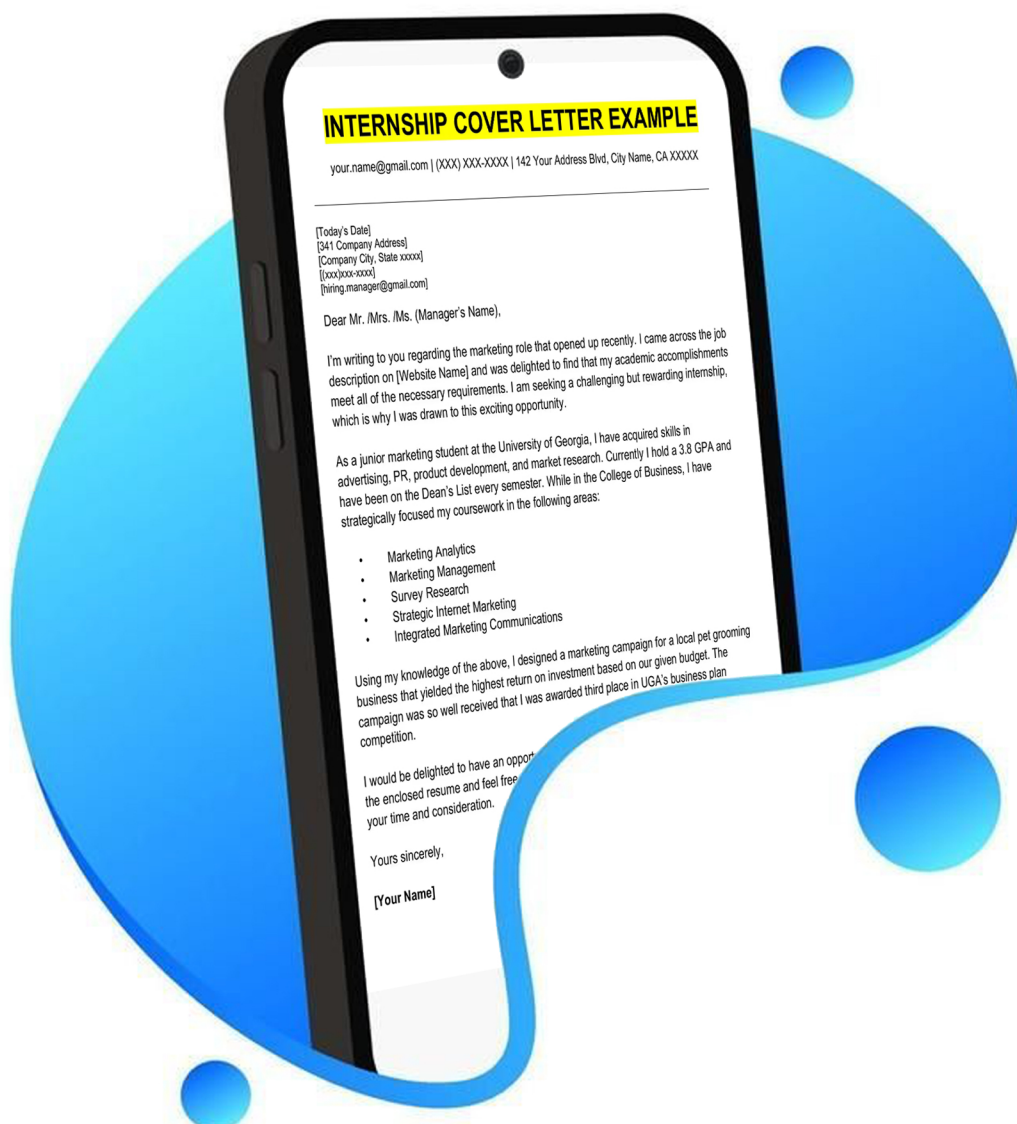 INTERNSHIP COVER LETTER EXAMPLE
your.name@gmail.com | (XXX) XXX-XXXX | 142 Your Address Blvd, City Name, CA XXXXX
[Today's Date]
[341 Company Address]
[Company City, State xxxxx]
[(xxx)xxx-xxxx]
[hiring.manager@gmail.com]
Dear Mr. /Mrs. /Ms. (Manager's Name),
I'm writing to you regarding the marketing role that opened up recently. I came across the job
description on [Website Name] and was delighted to find that my academic accomplishments
meet all of the necessary requirements. I am seeking a challenging but rewarding internship,
which is why I was drawn to this exciting opportunity.
As a junior marketing student at the University of Georgia, I have acquired skills in
advertising, PR, product development, and market research. Currently I hold a 3.8 GPA and
have been on the Dean's List every semester. While in the College of Business, I have
strategically focused my coursework in the following areas:
• Marketing Analytics
• Marketing Management
• Survey Research
• Strategic Internet Marketing
• Integrated Marketing Communications
Using my knowledge of the above, I designed a marketing campaign for a local pet grooming
business that yielded the highest return on investment based on our given budget. The
campaign was so well received that I was awarded third place in UGA's business plan
competition.
I would be delighted to have an
the enclosed resume and feel free
your time and consideration.
Yours sincerely,
[Your Name]